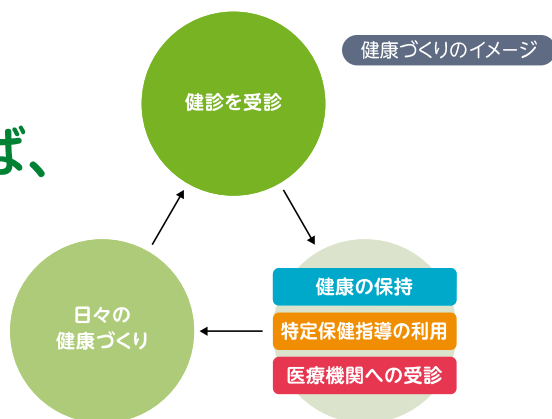 健康づくりのイメージ
健診を受診
ば、
健康の保持
特定保健指導の利用
医療機関への受診
日々の
健康づくり